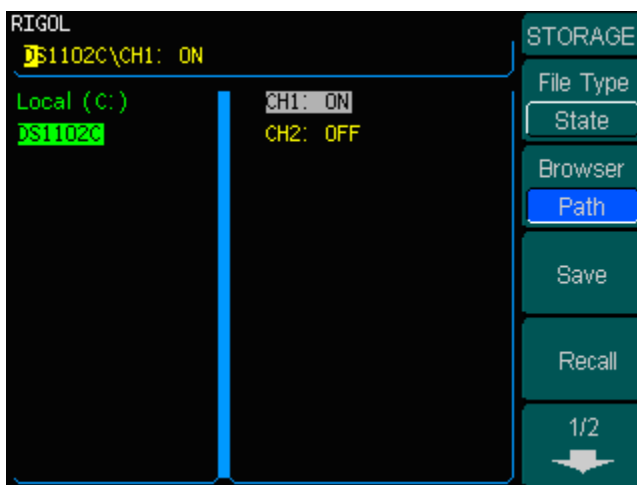 RIGOL
DS1102C\CH1: ON
Local (C:)
DS1102C
CH1: ON
CH2: OFF
STORAGE
File Type
State
Browser
Path
Save
Recall
1/2